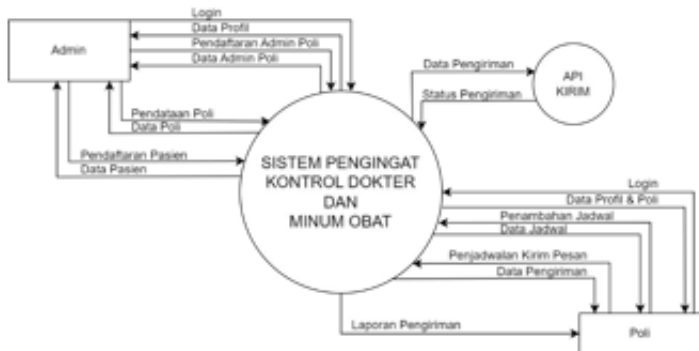 Login
Data Profil
Pendaftaran Admin Poli
Data Admin Poli
Admin
Data Pengiriman
Status Pengiriman
API
KIRIM
Pendataan Poli
Data Poli
Pendaftaran Pasien
Data Pasien
SISTEM PENGINGAT
KONTROL DOKTER
DAN
MINUM OBAT
Login
Data Profil & Poli
Penambahan Jadwal
Data Jadwal
Penjadwalan Kirim Pesan
Data Pengiriman
Laporan Pengiriman
Poli